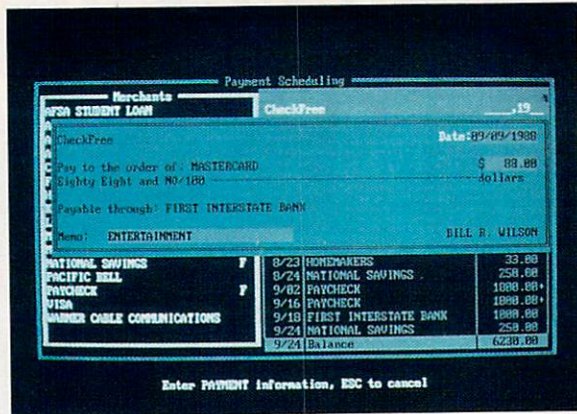 Payment Scheduling
Merchants
AFSA STUDENT LOAN
CheckFree ____,19__
CheckFree Date:09/09/1988
Pay to the order of: MASTERCARD $ 88.00
Eighty Eight and NO/100 dollars
Payable through: FIRST INTERSTATE BANK
Memo: ENTERTAINMENT BILL R. WILSON
NATIONAL SAVINGS F
PACIFIC BELL
PAYCHECK F
VISA
WARNER CABLE COMMUNICATIONS
8/23 HOMEMAKERS 33.00
8/24 NATIONAL SAVINGS 250.00
9/02 PAYCHECK 1800.00+
9/16 PAYCHECK 1800.00+
9/18 FIRST INTERSTATE BANK 1000.00
9/24 NATIONAL SAVINGS 250.00
9/24 Balance 6230.00
Enter PAYMENT information, ESC to cancel